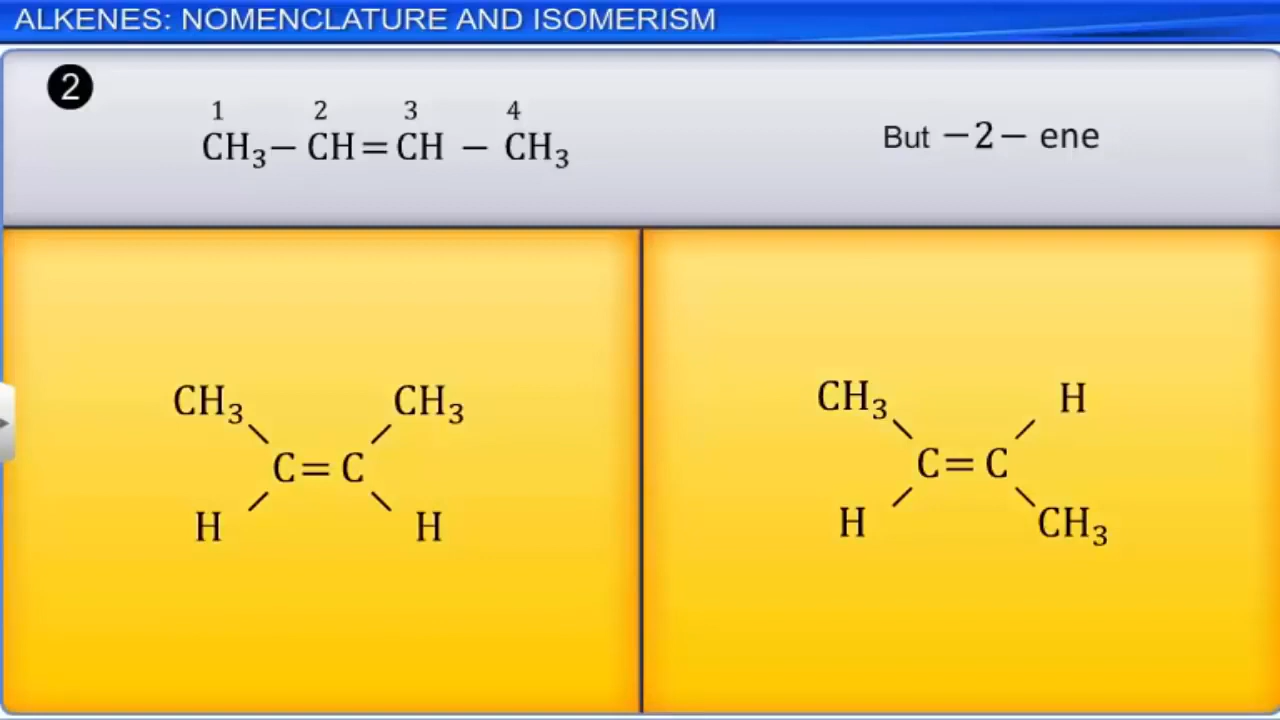 ALKENES: NOMENCLATURE AND ISOMERISM
2
1 2 3 4
CH₃− CH=CH − CH₃
But −2− ene
CH₃ CH₃
C=C
H H
CH₃ H
C=C
H CH₃